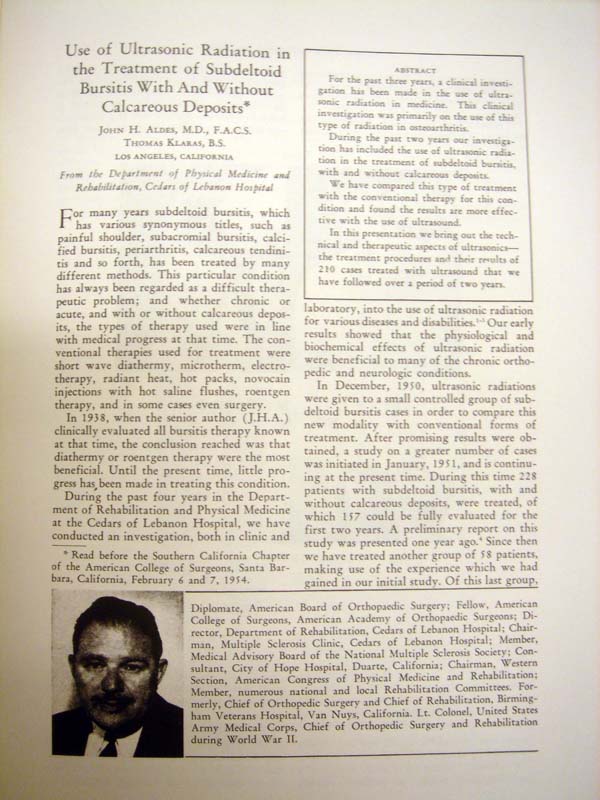 Use of Ultrasonic Radiation in
the Treatment of Subdeltoid
Bursitis With And Without
Calcareous Deposits*
John H. Aldes, M.D., F.A.C.S.
Thomas Klaras, B.S.
LOS ANGELES, CALIFORNIA
From the Department of Physical Medicine and
Rehabilitation, Cedars of Lebanon Hospital
For many years subdeltoid bursitis, which
has various synonymous titles, such as
painful shoulder, subacromial bursitis, calci-
fied bursitis, periarthritis, calcareous tendini-
tis and so forth, has been treated by many
different methods. This particular condition
has always been regarded as a difficult thera-
peutic problem; and whether chronic or
acute, and with or without calcareous depos-
its, the types of therapy used were in line
with medical progress at that time. The con-
ventional therapies used for treatment were
short wave diathermy, microtherm, electro-
therapy, radiant heat, hot packs, novocain
injections with hot saline flushes, roentgen
therapy, and in some cases even surgery.
In 1938, when the senior author (J.H.A.)
clinically evaluated all bursitis therapy known
at that time, the conclusion reached was that
diathermy or roentgen therapy were the most
beneficial. Until the present time, little pro-
gress has been made in treating this condition.
During the past four years in the Depart-
ment of Rehabilitation and Physical Medicine
at the Cedars of Lebanon Hospital, we have
conducted an investigation, both in clinic and
* Read before the Southern California Chapter
of the American College of Surgeons, Santa Bar-
bara, California, February 6 and 7, 1954.
ABSTRACT
For the past three years, a clinical investi-
gation has been made in the use of ultra-
sonic radiation in medicine. This clinical
investigation was primarily on the use of this
type of radiation in osteoarthritis.
During the past two years our investiga-
tion has included the use of ultrasonic radia-
tion in the treatment of subdeltoid bursitis,
with and without calcareous deposits.
We have compared this type of treatment
with the conventional therapy for this con-
dition and found the results are more effec-
tive with the use of ultrasound.
In this presentation we bring out the tech-
nical and therapeutic aspects of ultrasonics—
the treatment procedures and their results of
210 cases treated with ultrasound that we
have followed over a period of two years.
laboratory, into the use of ultrasonic radiation
for various diseases and disabilities. Our early
results showed that the physiological and
biochemical effects of ultrasonic radiation
were beneficial to many of the chronic ortho-
pedic and neurologic conditions.
In December, 1950, ultrasonic radiations
were given to a small controlled group of sub-
deltoid bursitis cases in order to compare this
new modality with conventional forms of
treatment. After promising results were ob-
tained, a study on a greater number of cases
was initiated in January, 1951, and is continu-
ing at the present time. During this time 228
patients with subdeltoid bursitis, with and
without calcareous deposits, were treated, of
which 157 could be fully evaluated for the
first two years. A preliminary report on this
study was presented one year ago.⁴ Since then
we have treated another group of 58 patients,
making use of the experience which we had
gained in our initial study. Of this last group,
Diplomate, American Board of Orthopaedic Surgery; Fellow, American
College of Surgeons, American Academy of Orthopaedic Surgeons; Di-
rector, Department of Rehabilitation, Cedars of Lebanon Hospital; Chair-
man, Multiple Sclerosis Clinic, Cedars of Lebanon Hospital; Member,
Medical Advisory Board of the National Multiple Sclerosis Society; Con-
sultant, City of Hope Hospital, Duarte, California; Chairman, Western
Section, American Congress of Physical Medicine and Rehabilitation;
Member, numerous national and local Rehabilitation Committees. For-
merly, Chief of Orthopedic Surgery and Chief of Rehabilitation, Birming-
ham Veterans Hospital, Van Nuys, California. Lt. Colonel, United States
Army Medical Corps, Chief of Orthopedic Surgery and Rehabilitation
during World War II.